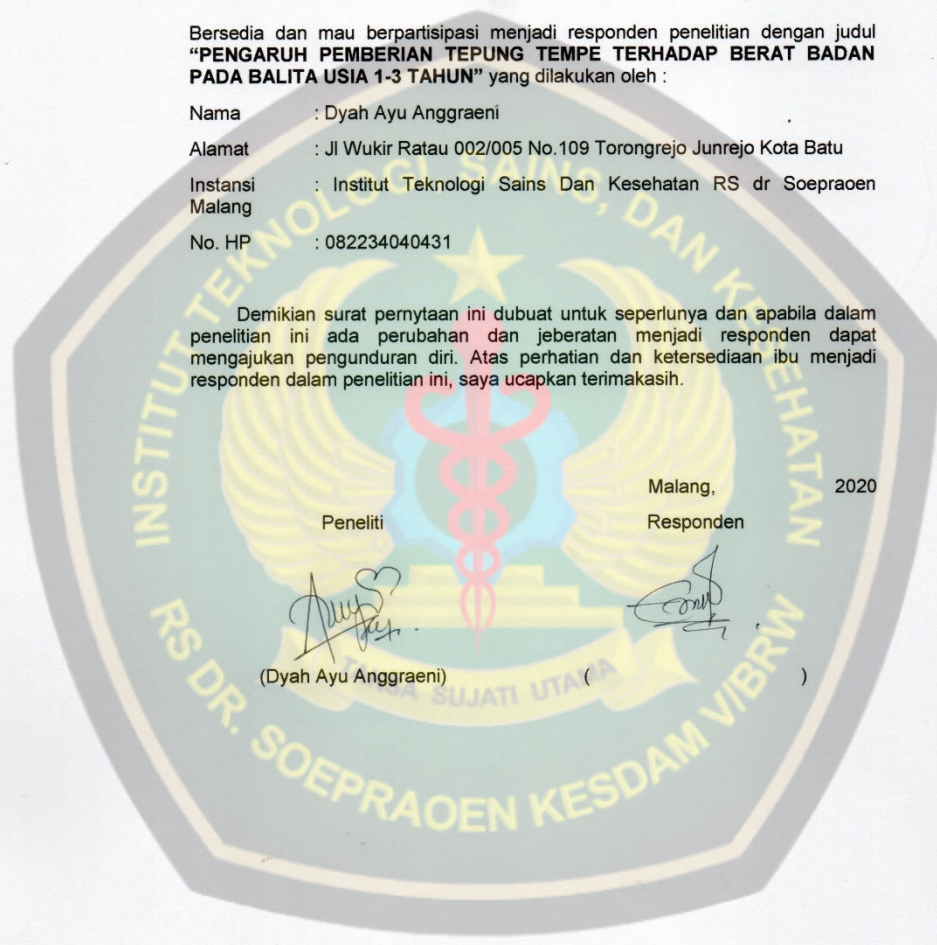 Bersedia dan mau berpartisipasi menjadi responden penelitian dengan judul
“PENGARUH PEMBERIAN TEPUNG TEMPE TERHADAP BERAT BADAN
PADA BALITA USIA 1-3 TAHUN” yang dilakukan oleh :
Nama : Dyah Ayu Anggraeni
Alamat : Jl Wukir Ratau 002/005 No.109 Torongrejo Junrejo Kota Batu
Instansi : Institut Teknologi Sains Dan Kesehatan RS dr Soepraoen
Malang
No. HP : 082234040431
Demikian surat pernytaan ini dubuat untuk seperlunya dan apabila dalam
penelitian ini ada perubahan dan jeberatan menjadi responden dapat
mengajukan pengunduran diri. Atas perhatian dan ketersediaan ibu menjadi
responden dalam penelitian ini, saya ucapkan terimakasih.
Malang, 2020
Peneliti Responden
(Dyah Ayu Anggraeni) ( )
INSTITUT TEKNOLOGI SAINS, DAN KESEHATAN
RS DR. SOEPRAOEN KESDAM V/BRW
SUJATI UTAMA